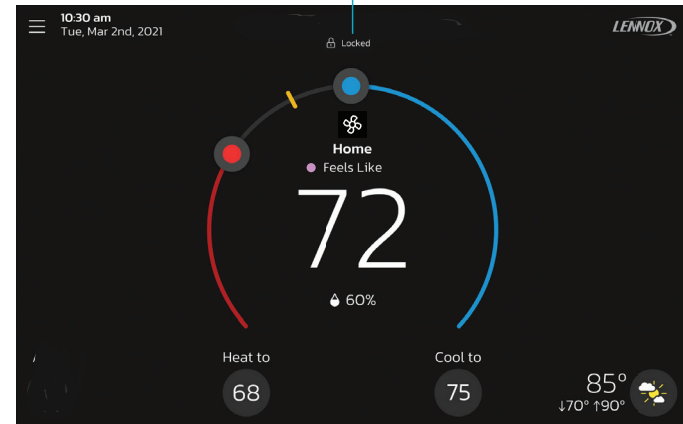 10:30 am
Tue, Mar 2nd, 2021
LENNOX
Locked
Home
Feels Like
72
60%
Heat to
Cool to
68
75
85°
↓70° ↑90°